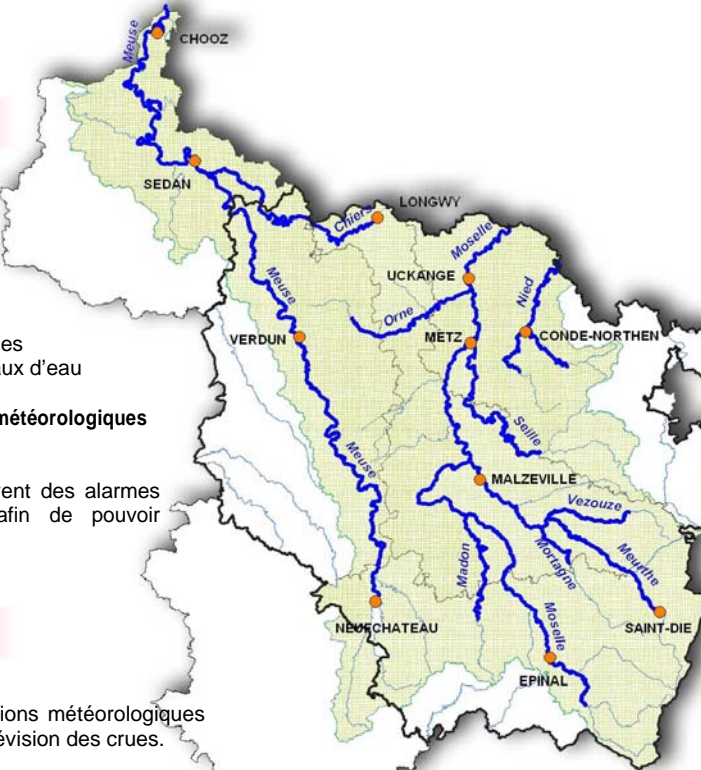 Meuse
CHOOZ
SEDAN
LONGWY
Chiers
Moselle
UCKANGE
Nied
Meuse
Orne
VERDUN
METZ
CONDE-NORTHEN
es
aux d'eau
météorologiques
Seille
Meuse
MALZEVILLE
vent des alarmes
afin de pouvoir
Vezouze
Meurthe
Mortagne
Madon
NEUFCHATEAU
Moselle
SAINT-DIE
EPINAL
ions météorologiques
évision des crues.